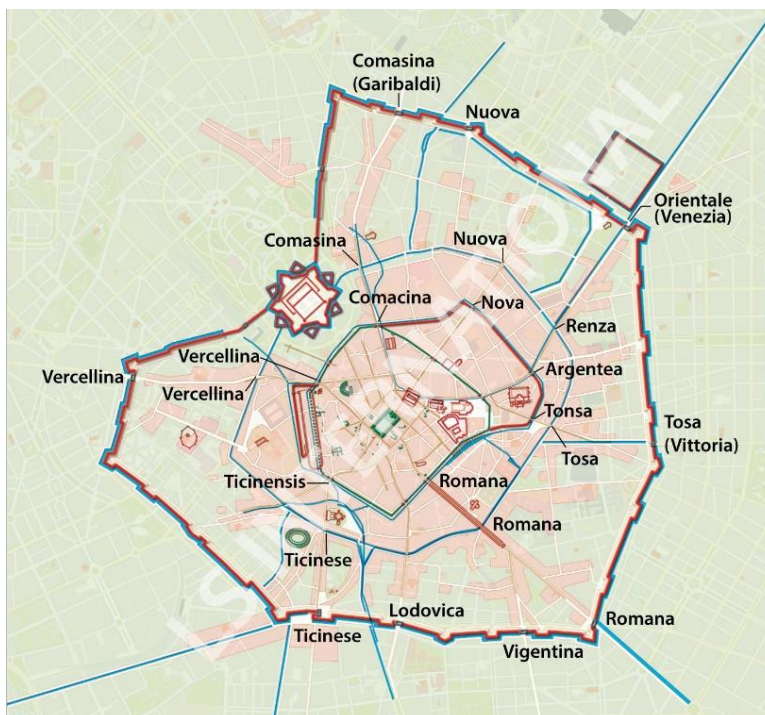 Comasina
(Garibaldi)
Nuova
Orientale
(Venezia)
Comasina
Nuova
Comacina
Nova
Renza
Vercellina
Argentea
Vercellina
Vercellina
Tonsa
Tosa
(Vittoria)
Tosa
Ticinensis
Romana
Romana
Ticinese
Lodovica
Romana
Ticinese
Vigentina